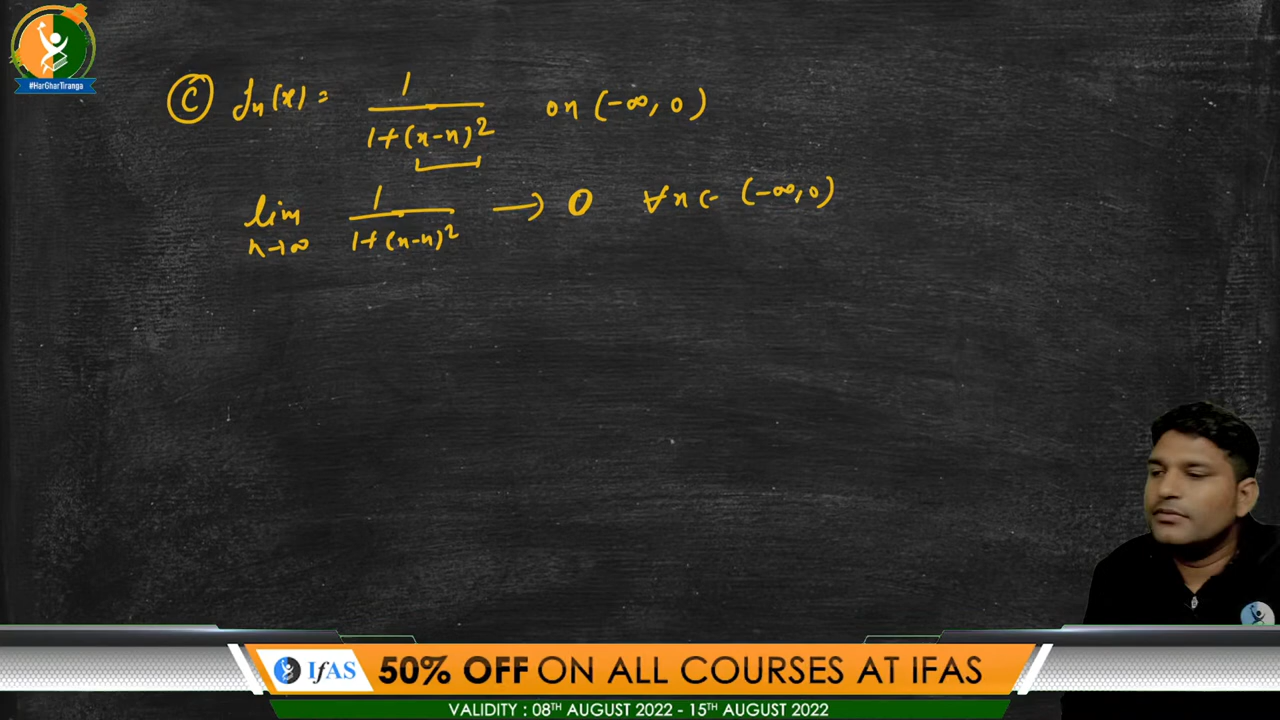 #HarGharTiranga
(C) fn(x) = 1/(1+(x-n)²) on (-∞, 0)
lim n→∞ 1/(1+(x-n)²) → 0 ∀x ∈ (-∞, 0)
IFAS 50% OFF ON ALL COURSES AT IFAS
VALIDITY : 08TH AUGUST 2022 - 15TH AUGUST 2022